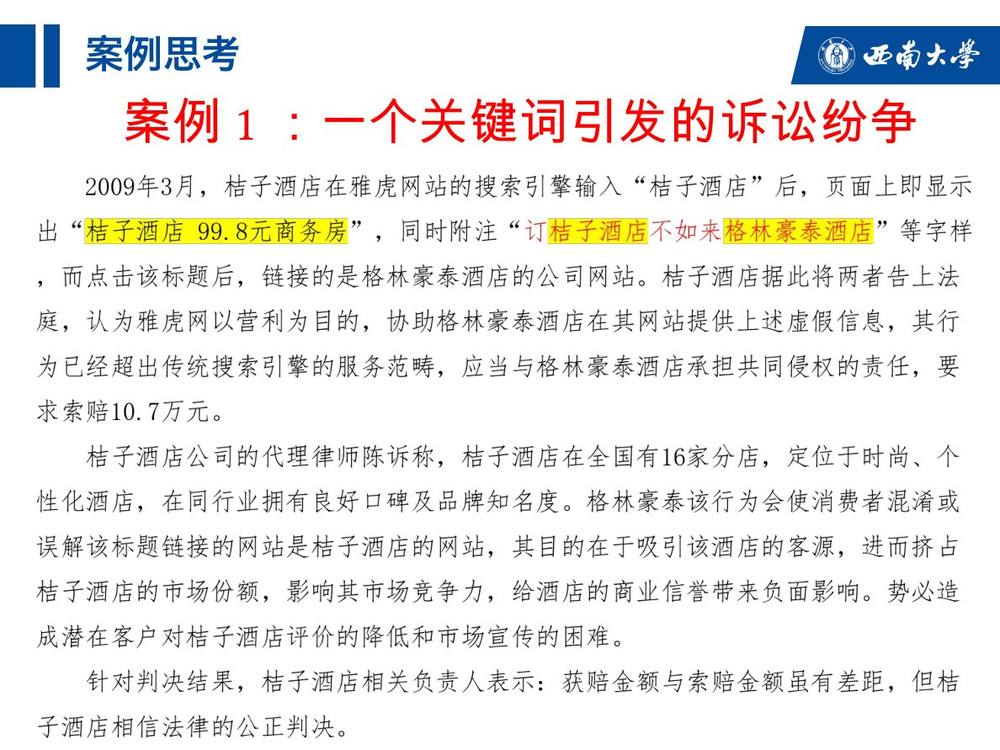 案例思考
西南大学
案例 1 ：一个关键词引发的诉讼纷争
2009年3月，桔子酒店在雅虎网站的搜索引擎输入“桔子酒店”后，页面上即显示
出“桔子酒店 99.8元商务房”，同时附注“订桔子酒店不如来格林豪泰酒店”等字样
，而点击该标题后，链接的是格林豪泰酒店的公司网站。桔子酒店据此将两者告上法
庭，认为雅虎网以营利为目的，协助格林豪泰酒店在其网站提供上述虚假信息，其行
为已经超出传统搜索引擎的服务范畴，应当与格林豪泰酒店承担共同侵权的责任，要
求索赔10.7万元。
桔子酒店公司的代理律师陈诉称，桔子酒店在全国有16家分店，定位于时尚、个
性化酒店，在同行业拥有良好口碑及品牌知名度。格林豪泰该行为会使消费者混淆或
误解该标题链接的网站是桔子酒店的网站，其目的在于吸引该酒店的客源，进而挤占
桔子酒店的市场份额，影响其市场竞争力，给酒店的商业信誉带来负面影响。势必造
成潜在客户对桔子酒店评价的降低和市场宣传的困难。
针对判决结果，桔子酒店相关负责人表示：获赔金额与索赔金额虽有差距，但桔
子酒店相信法律的公正判决。